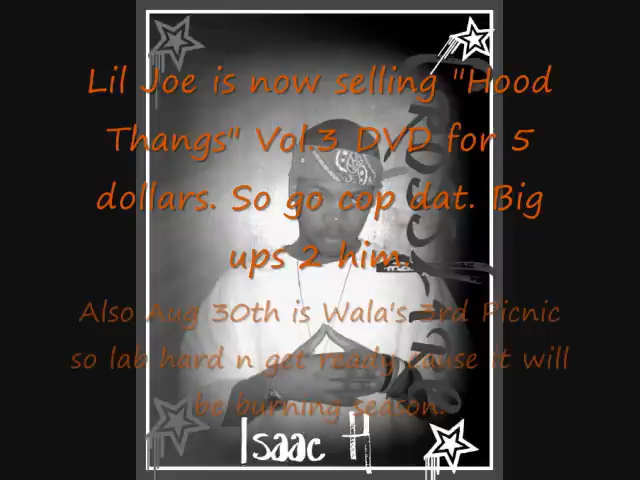 Lil Joe is now selling "Hood
Thangs" Vol.3 DVD for 5
dollars. So go cop dat. Big
ups 2 him.
Also Aug 30th is Wala's 3rd Picnic
so lab hard n get ready cause it will
be burning season.
Isaac H